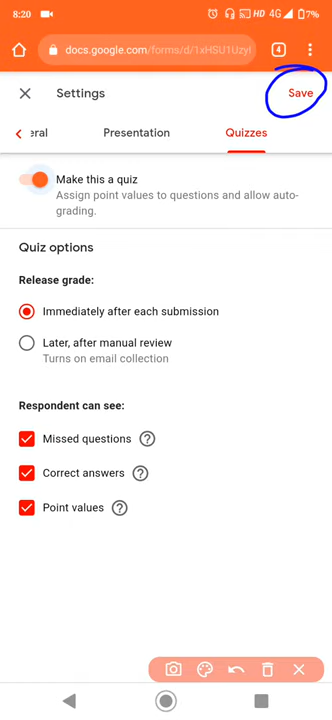 8:20 HD 4G 7%
docs.google.com/forms/d/1xHSU1Uzyl 4
Settings Save
eral Presentation Quizzes
Make this a quiz
Assign point values to questions and allow auto-
grading.
Quiz options
Release grade:
Immediately after each submission
Later, after manual review
Turns on email collection
Respondent can see:
Missed questions ?
Correct answers ?
Point values ?